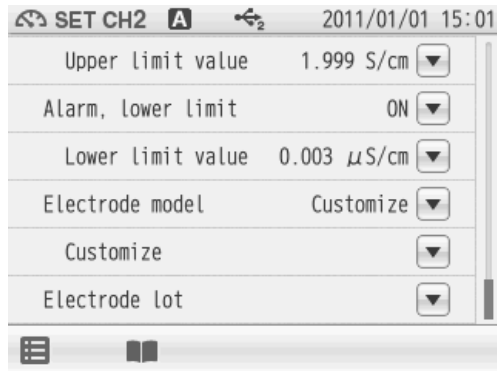 SET CH2 A 2 2011/01/01 15:01
Upper limit value 1.999 S/cm
Alarm, lower limit ON
Lower limit value 0.003 μS/cm
Electrode model Customize
Customize
Electrode lot